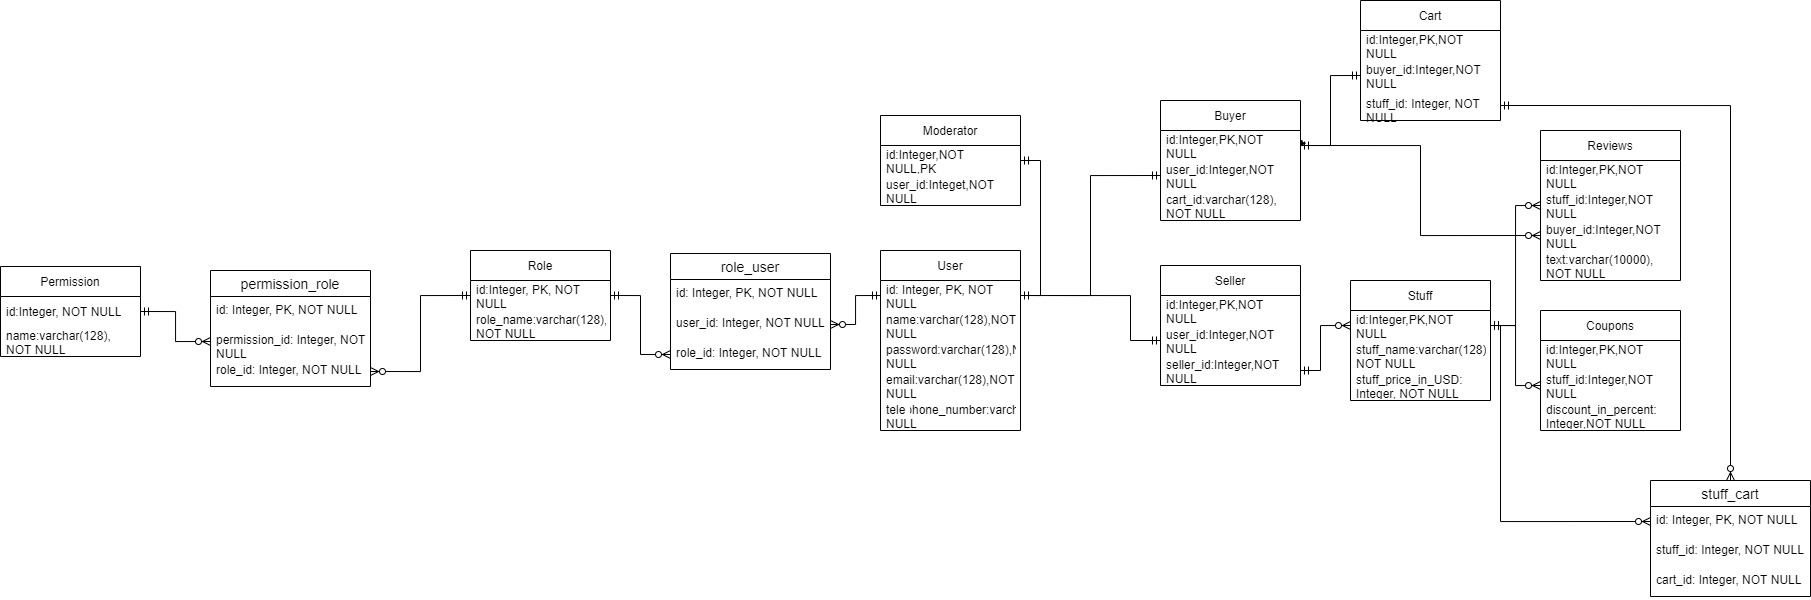 Permission
id:Integer, NOT NULL
name:varchar(128),
NOT NULL
permission_role
id: Integer, PK, NOT NULL
permission_id: Integer, NOT
NULL
role_id: Integer, NOT NULL
Role
id:Integer, PK, NOT
NULL
role_name:varchar(128),
NOT NULL
role_user
id: Integer, PK, NOT NULL
user_id: Integer, NOT NULL
role_id: Integer, NOT NULL
Moderator
id:Integer,NOT
NULL,PK
user_id:Integet,NOT
NULL
User
id: Integer, PK, NOT
NULL
name:varchar(128),NOT
NULL
password:varchar(128),
NULL
email:varchar(128),NOT
NULL
telephone_number:varch
NULL
Buyer
id:Integer,PK,NOT
NULL
user_id:Integer,NOT
NULL
cart_id:varchar(128),
NOT NULL
Seller
id:Integer,PK,NOT
NULL
user_id:Integer,NOT
NULL
seller_id:Integer,NOT
NULL
Cart
id:Integer,PK,NOT
NULL
buyer_id:Integer,NOT
NULL
stuff_id: Integer, NOT
NULL
Stuff
id:Integer,PK,NOT
NULL
stuff_name:varchar(128)
NOT NULL
stuff_price_in_USD:
Integer, NOT NULL
Reviews
id:Integer,PK,NOT
NULL
stuff_id:Integer,NOT
NULL
buyer_id:Integer,NOT
NULL
text:varchar(10000),
NOT NULL
Coupons
id:Integer,PK,NOT
NULL
stuff_id:Integer,NOT
NULL
discount_in_percent:
Integer,NOT NULL
stuff_cart
id: Integer, PK, NOT NULL
stuff_id: Integer, NOT NULL
cart_id: Integer, NOT NULL